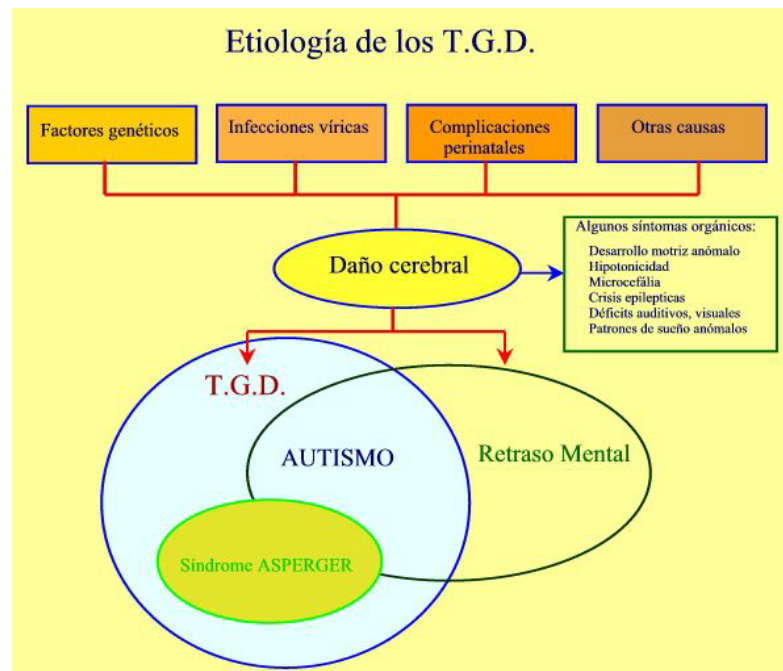 Etiología de los T.G.D.
Factores genéticos
Infecciones víricas
Complicaciones
perinatales
Otras causas
Daño cerebral
Algunos síntomas orgánicos:
Desarrollo motriz anómalo
Hipotonicidad
Microcefália
Crisis epilepticas
Déficits auditivos, visuales
Patrones de sueño anómalos
T.G.D.
AUTISMO
Retraso Mental
Síndrome ASPERGER